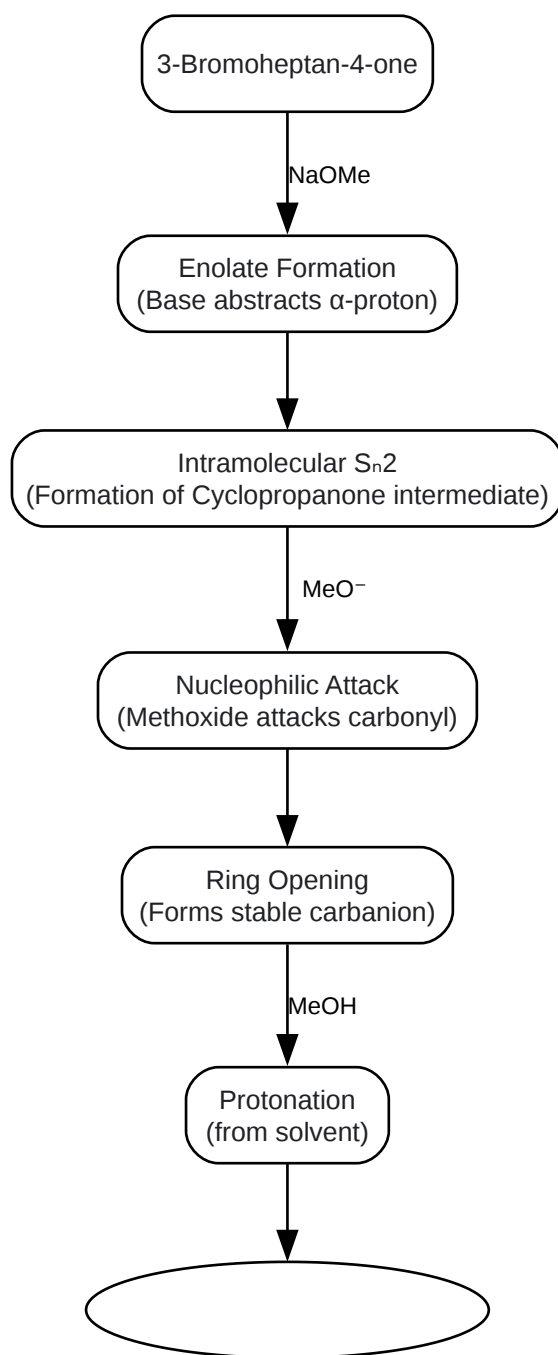 3-Bromoheptan-4-one
NaOMe
Enolate Formation
(Base abstracts α-proton)
Intramolecular Sₙ2
(Formation of Cyclopropanone intermediate)
MeO⁻
Nucleophilic Attack
(Methoxide attacks carbonyl)
Ring Opening
(Forms stable carbanion)
MeOH
Protonation
(from solvent)